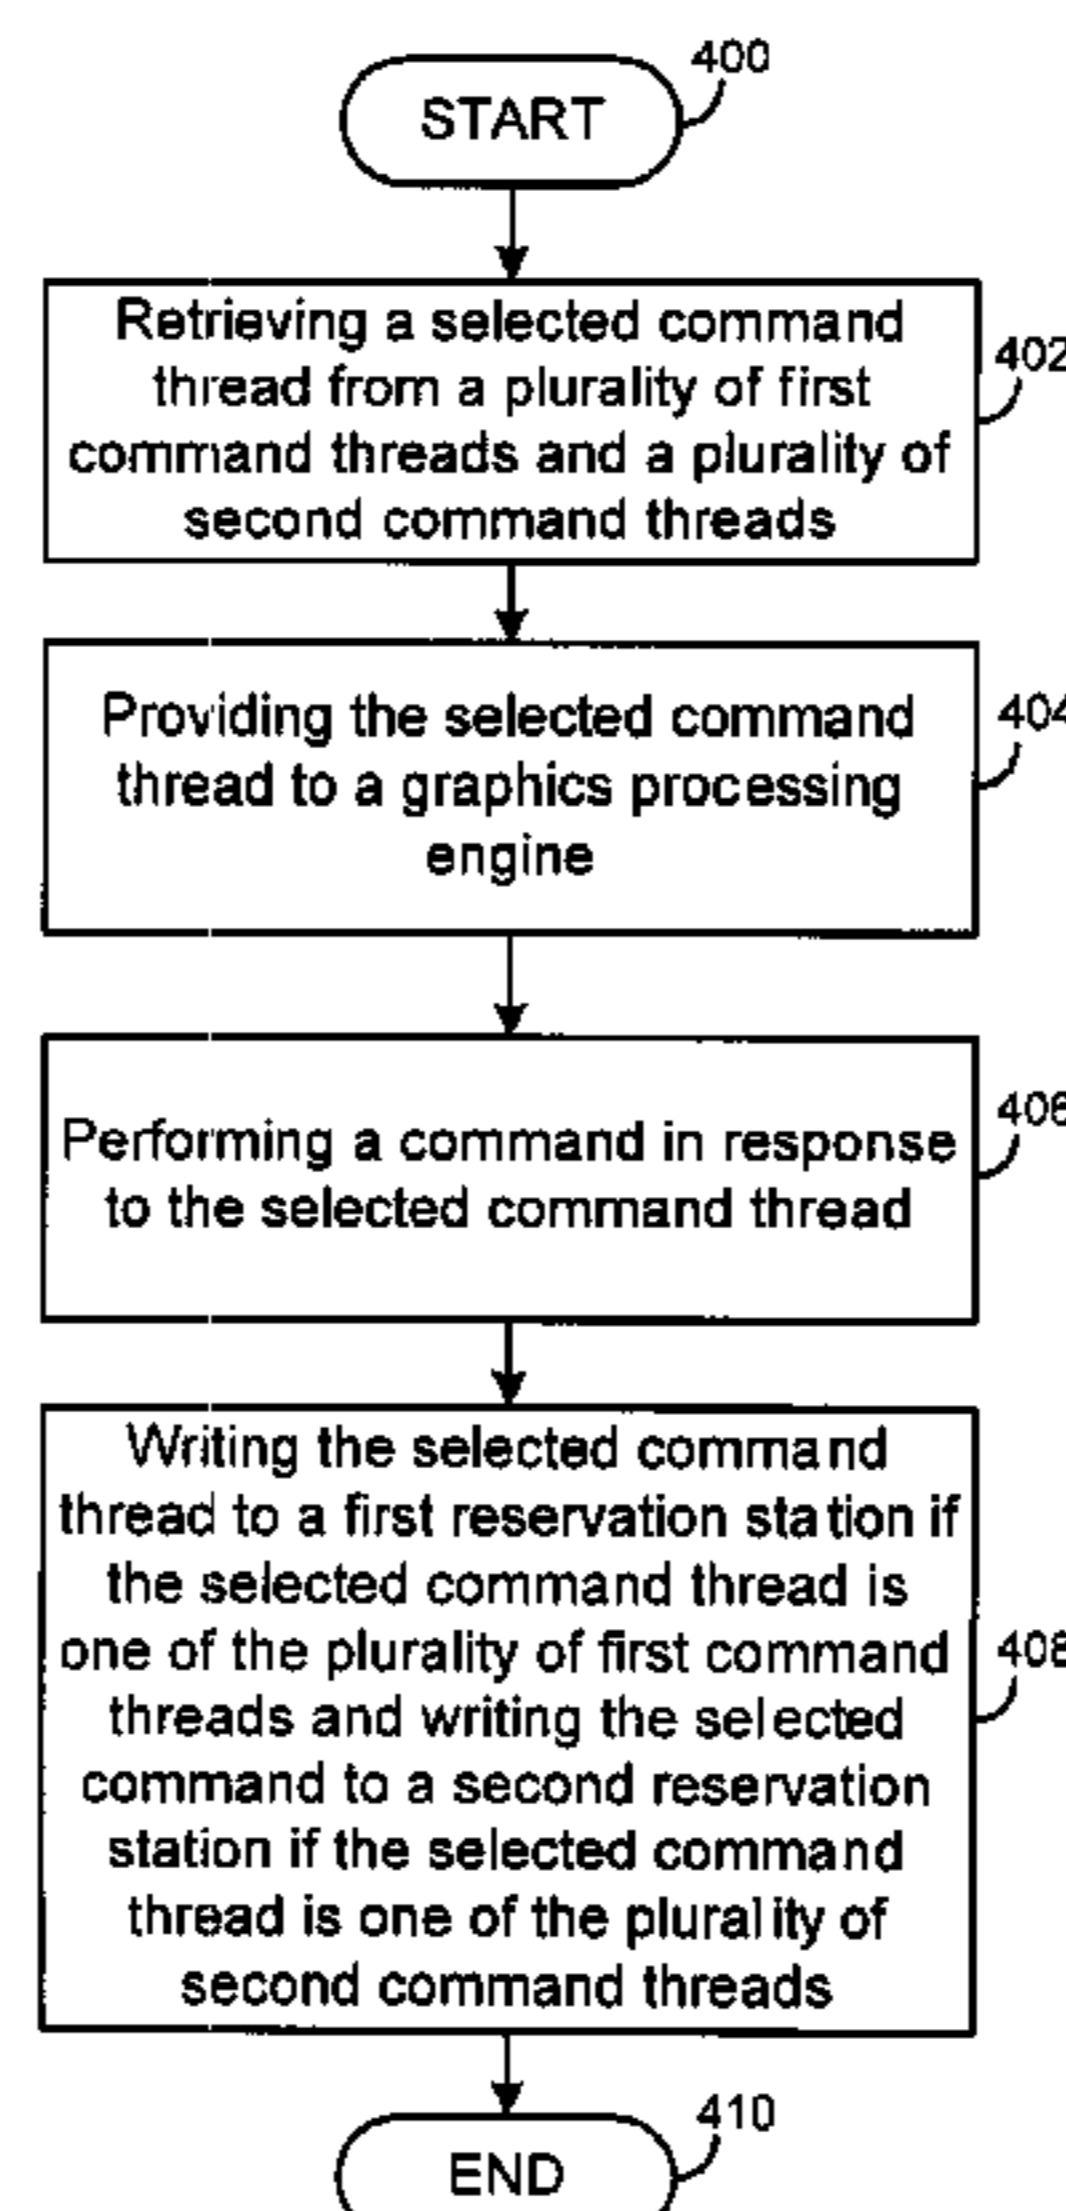 400
START
Retrieving a selected command
thread from a plurality of first
command threads and a plurality of
second command threads
402
Providing the selected command
thread to a graphics processing
engine
404
Performing a command in response
to the selected command thread
406
Writing the selected command
thread to a first reservation station if
the selected command thread is
one of the plurality of first command
threads and writing the selected
command to a second reservation
station if the selected command
thread is one of the plurality of
second command threads
408
410
END